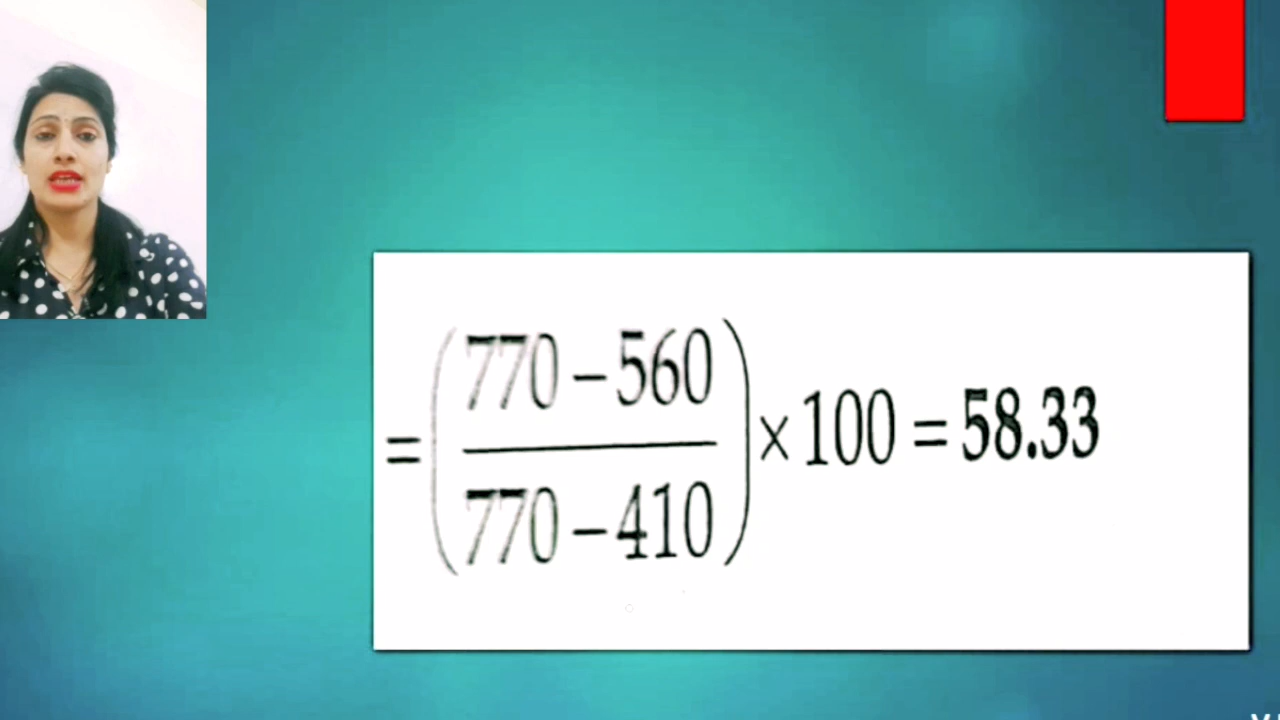 = (770 – 560 / 770 – 410) × 100 = 58.33